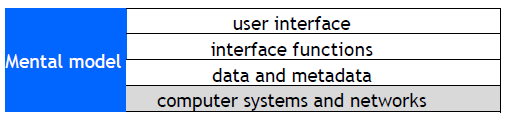 Mental model
user interface
interface functions
data and metadata
computer systems and networks